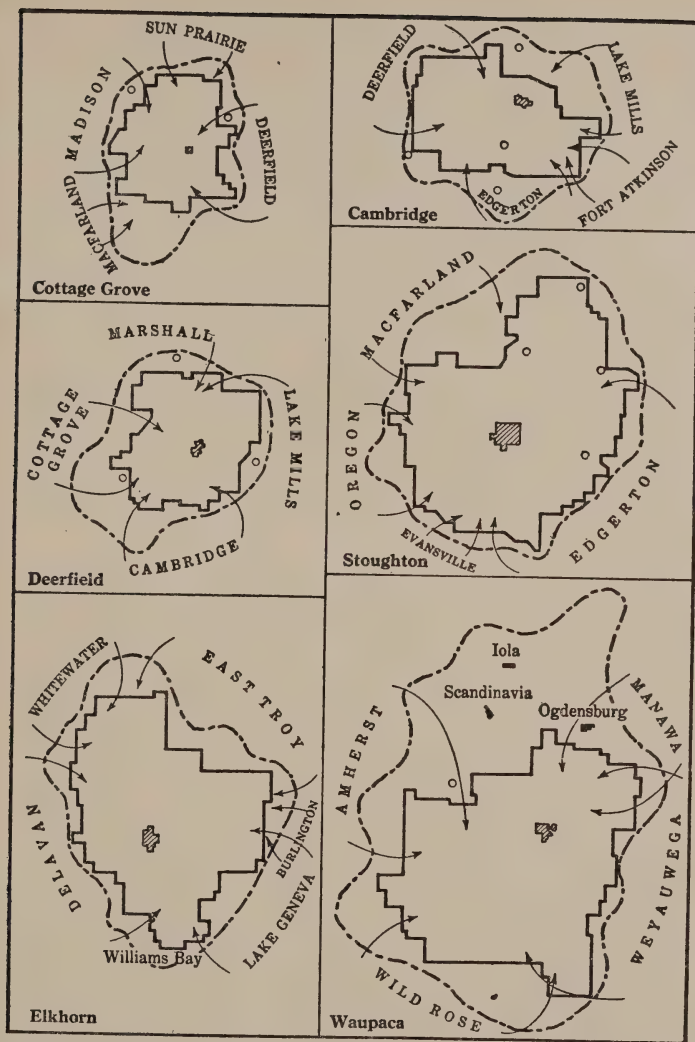 SUN PRAIRIE
MADISON
DEERFIELD
MACFARLAND
Cottage Grove
DEERFIELD
LAKE MILLS
EDGERTON
FORT ATKINSON
Cambridge
MARSHALL
COTTAGE
GROVE
LAKE MILLS
CAMBRIDGE
Deerfield
MACFARLAND
OREGON
EVANSVILLE
EDGERTON
Stoughton
WHITEWATER
EAST TROY
DELAVAN
BURLINGTON
LAKE GENEVA
Williams Bay
Elkhorn
Iola
Scandinavia
Ogdensburg
MANAWA
AMHERST
WEYAUWEGA
WILD ROSE
Waupaca